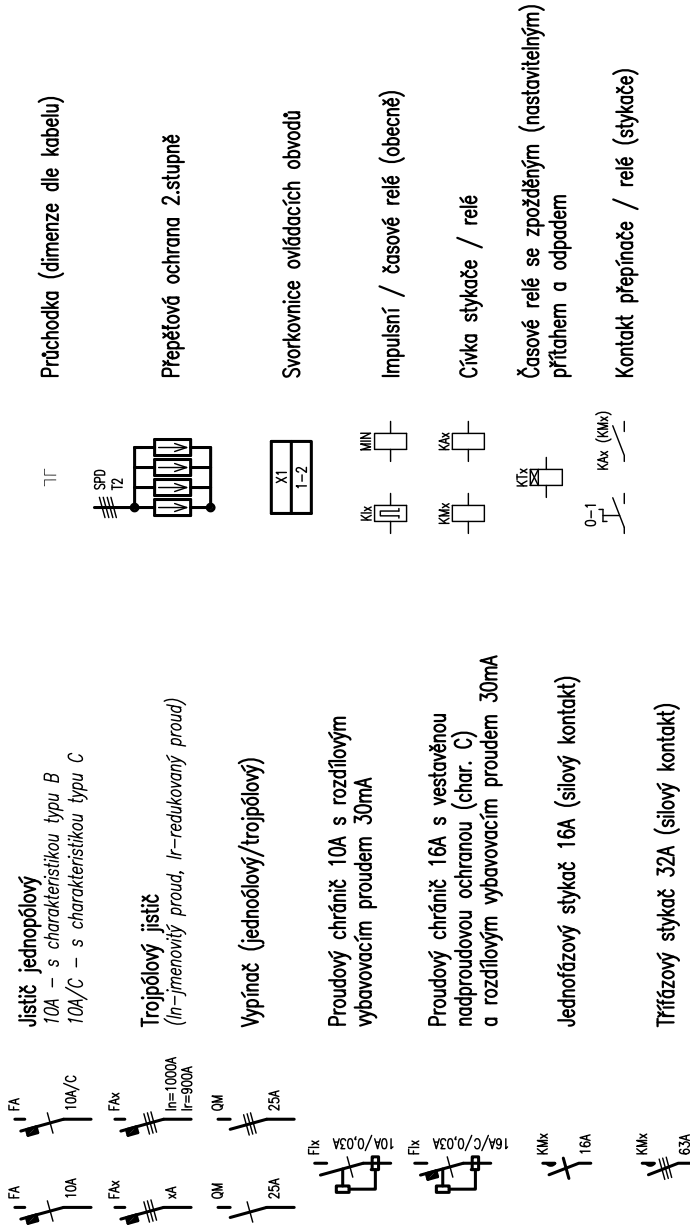 FA
10A
FA
10A/C
Jistič jednopólový
10A – s charakteristikou typu B
10A/C – s charakteristikou typu C
FAx
xA
FAx
In=1000A
Ir=900A
Trojpólový jistič
(In–jmenovitý proud, Ir–redukovaný proud)
QM
25A
QM
25A
Vypínač (jednoólový/trojpólový)
FIx
10A/0,03A
Proudový chránič 10A s rozdílovým
vybavovacím proudem 30mA
FIx
16A/C/0,03A
Proudový chránič 16A s vestavěnou
nadproudovou ochranou (char. C)
a rozdílovým vybavovacím proudem 30mA
KMx
16A
Jednofázový stykač 16A (silový kontakt)
KMx
63A
Třífázový stykač 32A (silový kontakt)
Průchodka (dimenze dle kabelu)
SPD
T2
Přepěťová ochrana 2.stupně
X1
1–2
Svorkovnice ovládacích obvodů
KIx
MIN
Impulsní / časové relé (obecně)
KMx
KAx
Cívka stykače / relé
KTx
Časové relé se zpožděným (nastavitelným)
přítahem a odpadem
0–1
KAx (KMx)
Kontakt přepínače / relé (stykače)